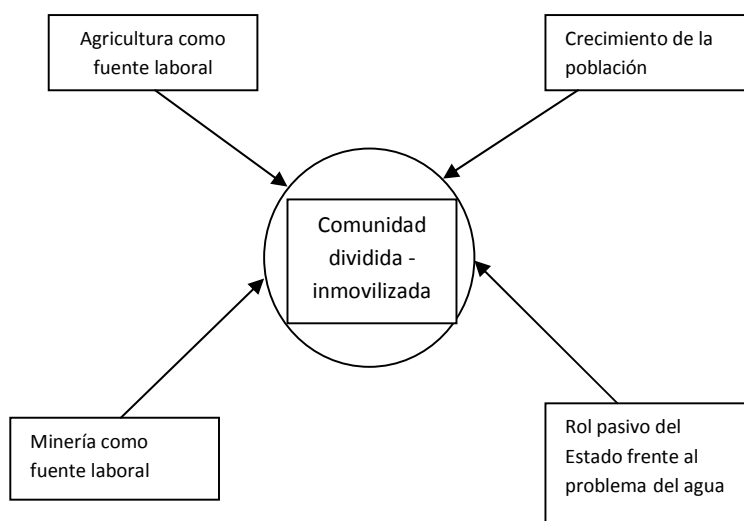 Agricultura como
fuente laboral
Crecimiento de la
población
Comunidad
dividida -
inmovilizada
Minería como
fuente laboral
Rol pasivo del
Estado frente al
problema del agua